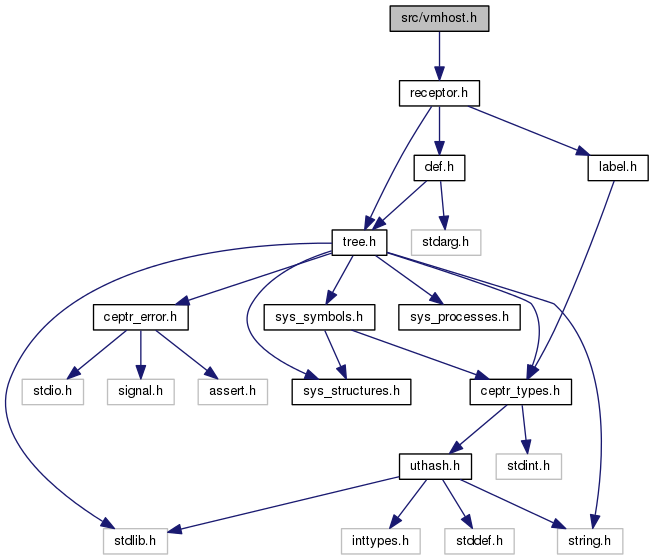 src/vmhost.h
receptor.h
def.h
label.h
tree.h
stdarg.h
ceptr_error.h
sys_symbols.h
sys_processes.h
stdio.h
signal.h
assert.h
sys_structures.h
ceptr_types.h
uthash.h
stdint.h
stdlib.h
inttypes.h
stddef.h
string.h